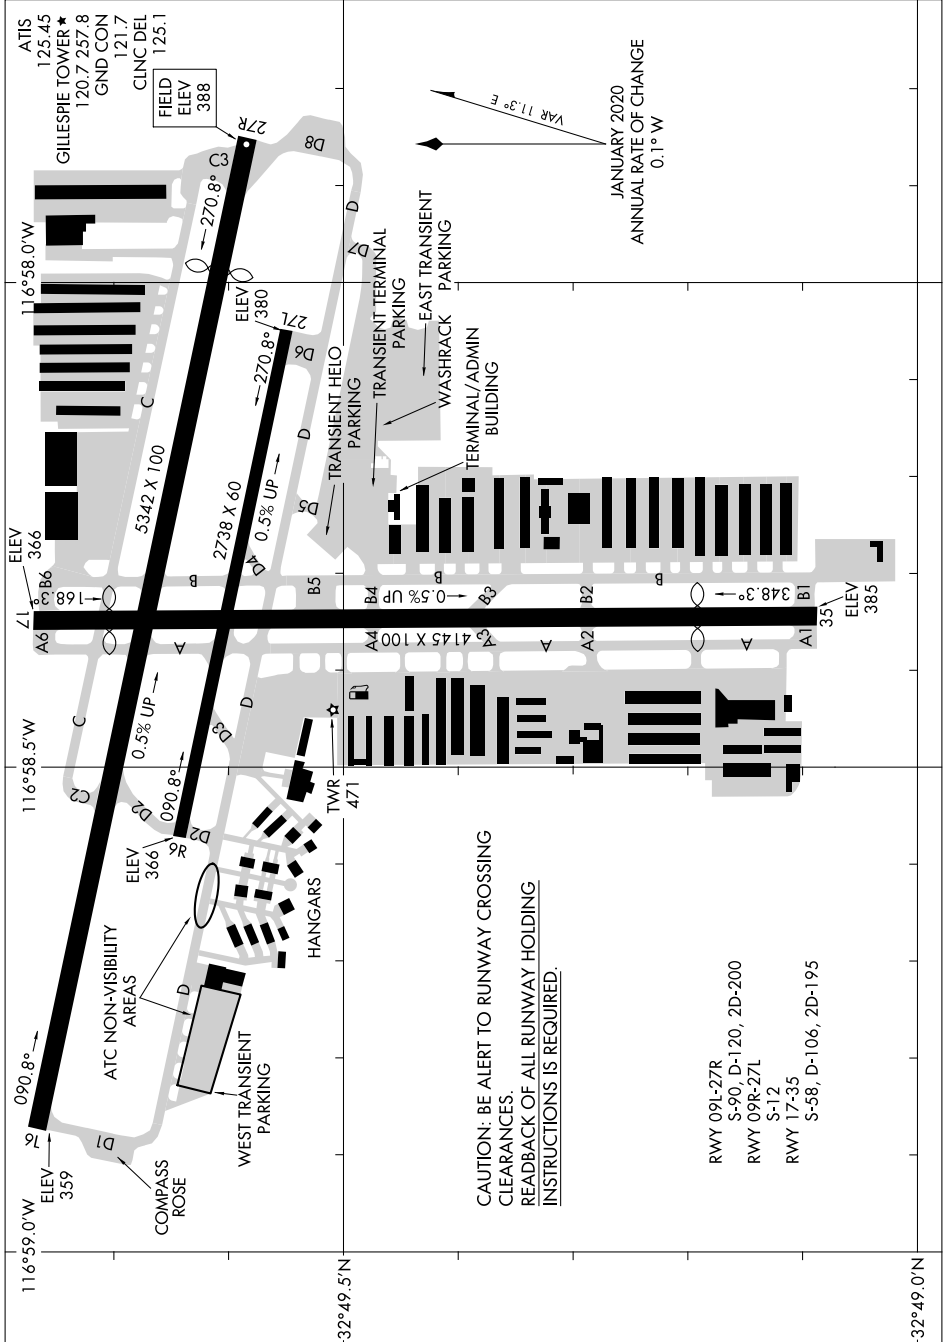 ATIS
125.45
GILLESPIE TOWER★
120.7 257.8
GND CON
121.7
CLNC DEL
125.1
FIELD
ELEV
388
27R
C3
D8
270.8°
D
D7
VAR 11.3° E
JANUARY 2020
ANNUAL RATE OF CHANGE
0.1° W
116°58.0'W
ELEV
380
27L
270.8°
D6
TRANSIENT HELO
PARKING
TRANSIENT TERMINAL
PARKING
EAST TRANSIENT
PARKING
WASHRACK
TERMINAL/ADMIN
BUILDING
C
D
5342 X 100
2738 X 60
0.5% UP
D5
D4
ELEV
366
17
B6
168.3°
B
B5
B4
0.5% UP
B
B3
B2
B
348.3°
B1
35
ELEV
385
A6
A
A4
4145 X 100
A3
A
A2
A
A1
C
0.5% UP
D3
D
116°58.5'W
C2
D2
090.8°
D2
9R
ELEV
366
TWR
471
HANGARS
ATC NON-VISIBILITY
AREAS
D
WEST TRANSIENT
PARKING
090.8°
9L
ELEV
359
D1
COMPASS
ROSE
116°59.0'W
CAUTION: BE ALERT TO RUNWAY CROSSING
CLEARANCES.
READBACK OF ALL RUNWAY HOLDING
INSTRUCTIONS IS REQUIRED.
RWY 09L-27R
S-90, D-120, 2D-200
RWY 09R-27L
S-12
RWY 17-35
S-58, D-106, 2D-195
32°49.5'N
32°49.0'N